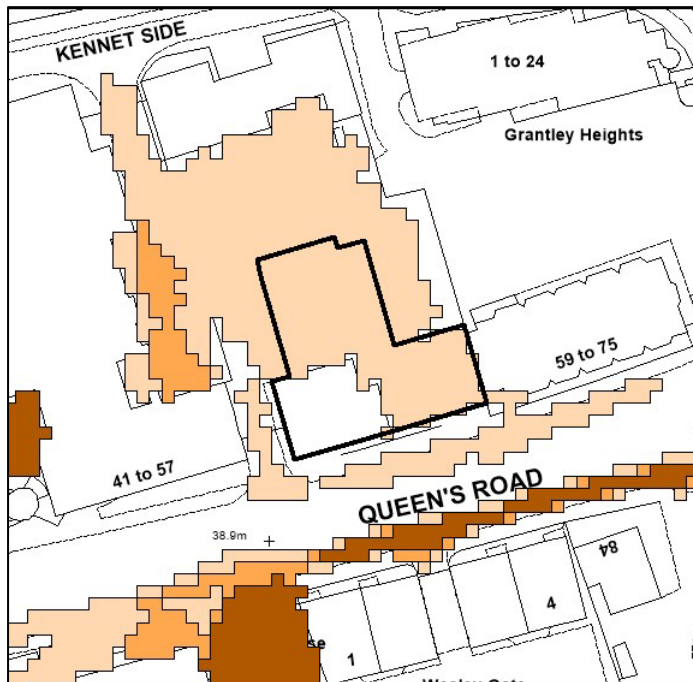 KENNET SIDE
1 to 24
Grantley Heights
59 to 75
41 to 57
QUEEN'S ROAD
38.9m
84
4
se
1